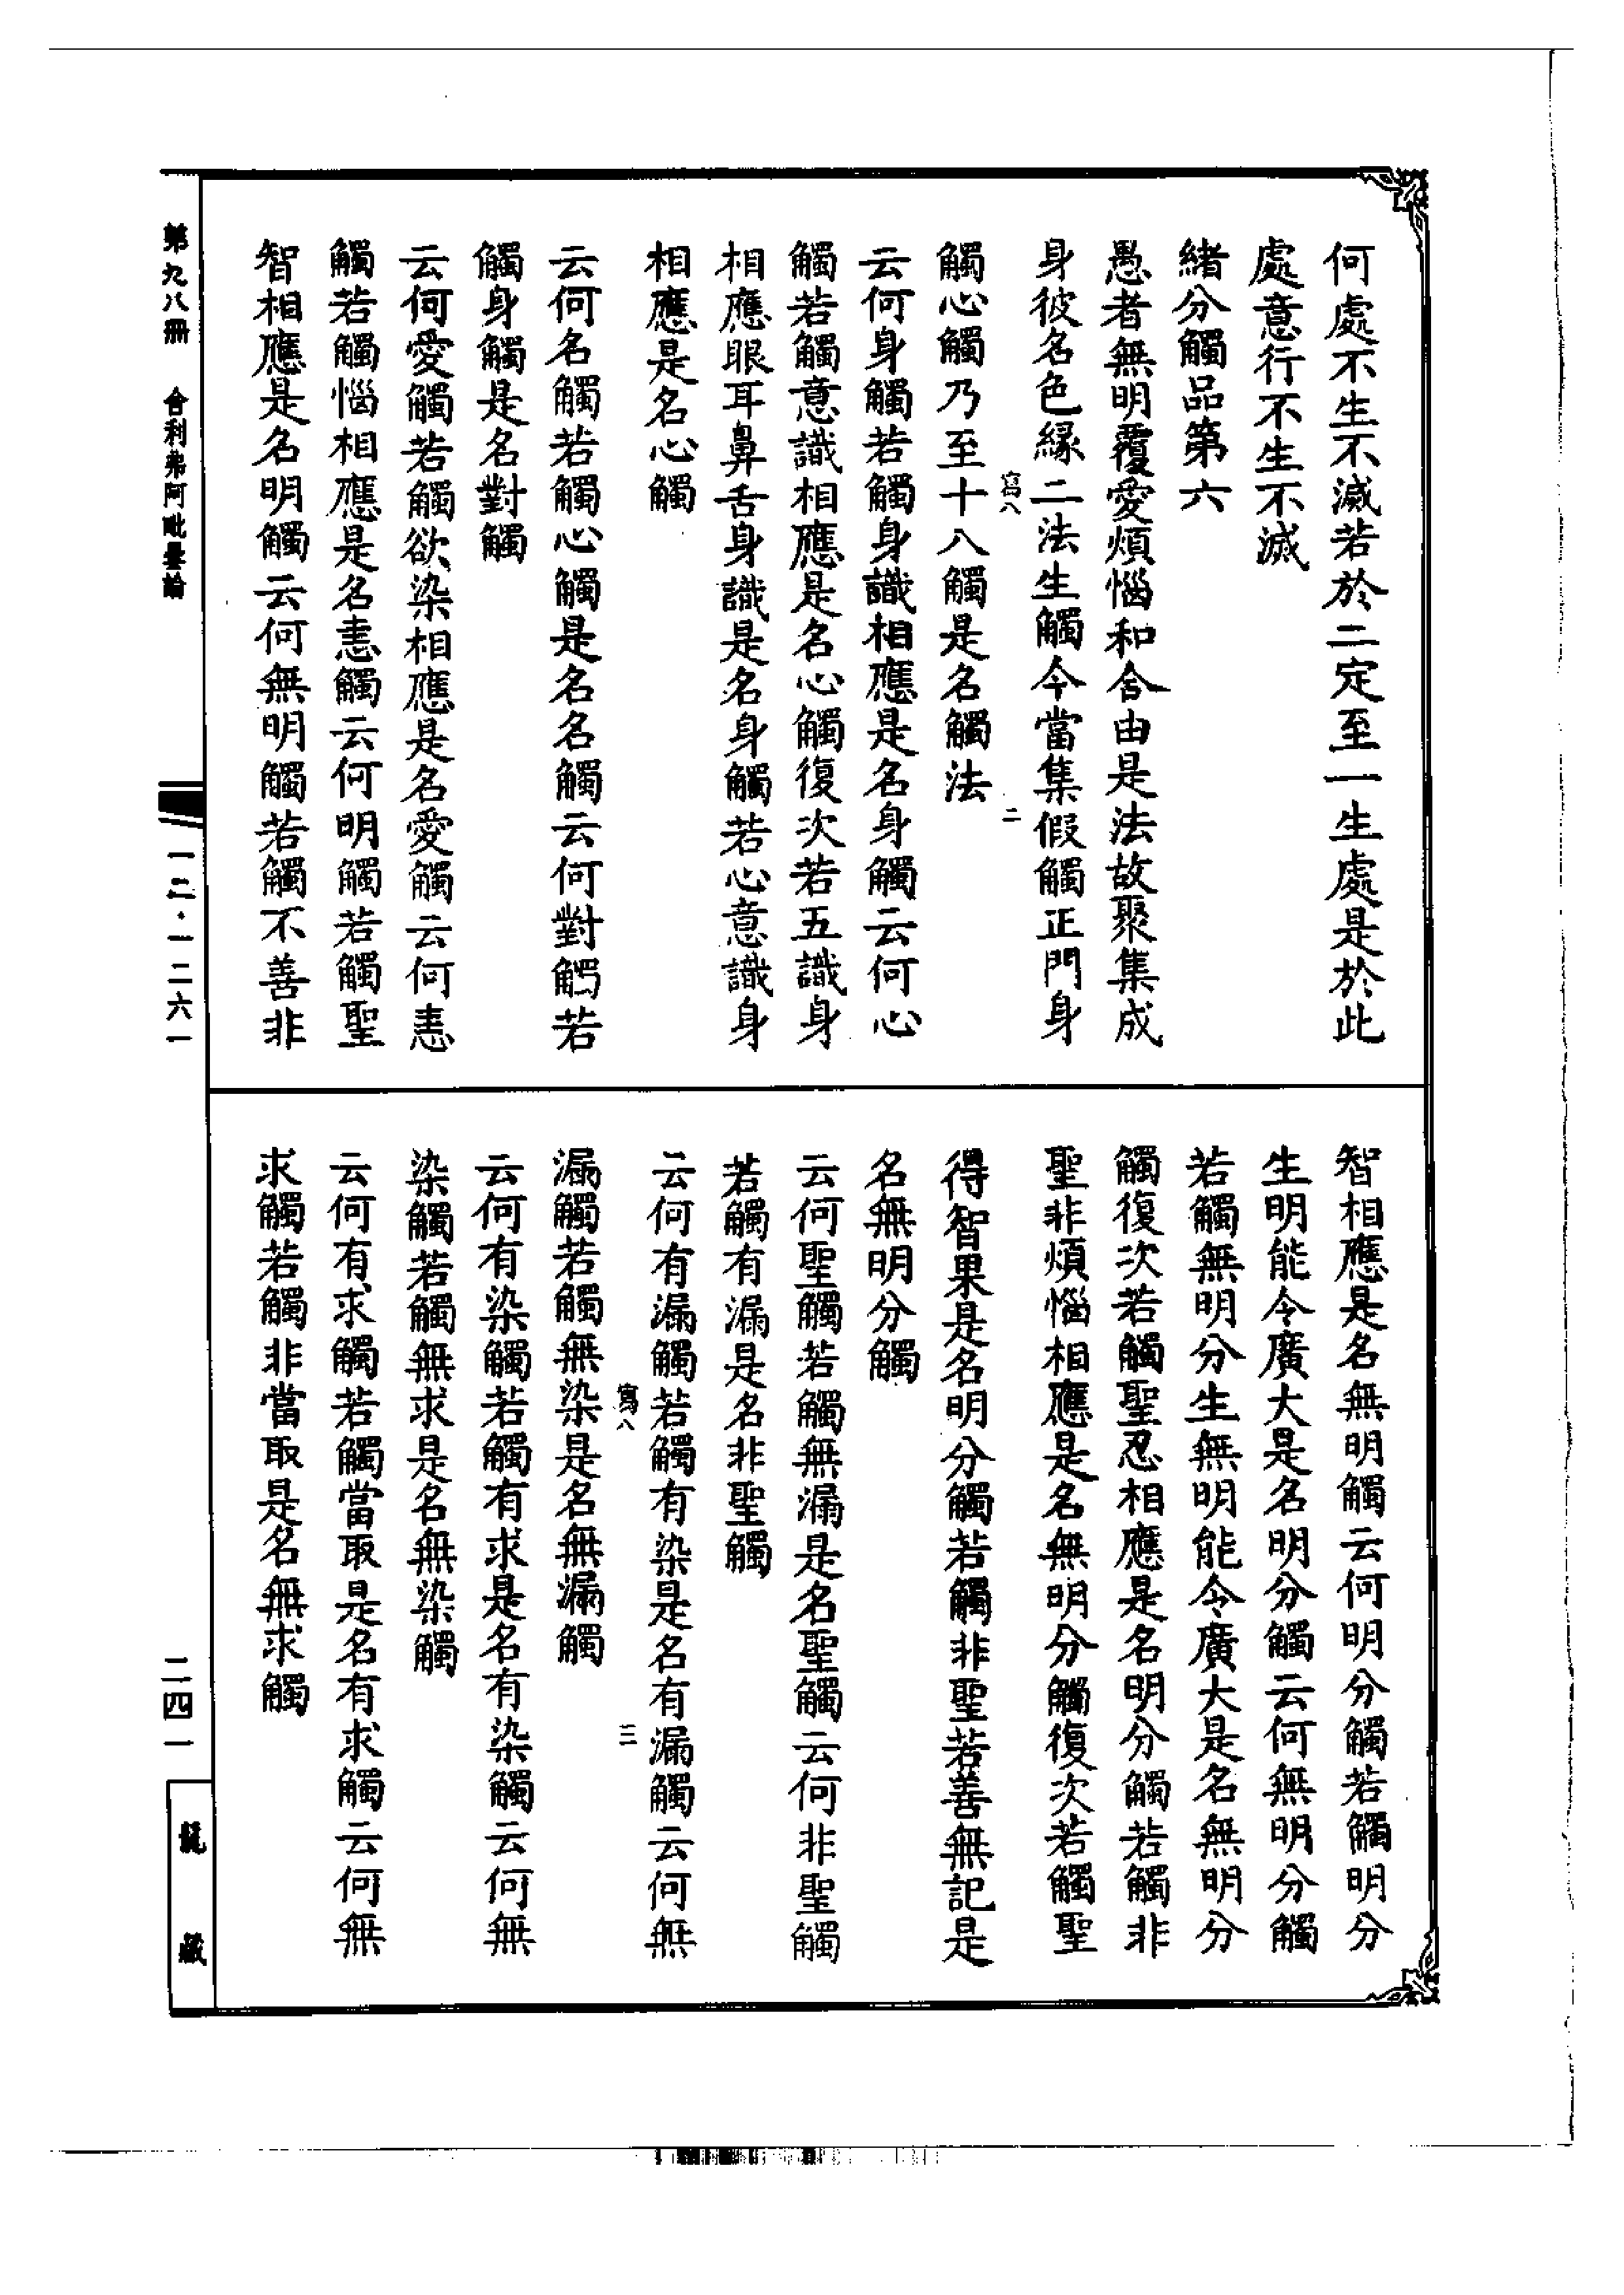 何處不生不滅若於二定至一生處是於此
處意行不生不滅
緒分觸品第六
愚者無明覆愛煩惱和合由是法故聚集成
身彼名色緣二法生觸今當集假觸正門身
寫八 二
觸心觸乃至十八觸是名觸法
云何身觸若觸身識相應是名身觸云何心
觸若觸意識相應是名心觸復次若五識身
相應眼耳鼻舌身識是名身觸若心意識身
相應是名心觸
云何名觸若觸心觸是名名觸云何對觸若
觸身觸是名對觸
云何愛觸若觸欲染相應是名愛觸云何恚
觸若觸惱相應是名恚觸云何明觸若觸聖
智相應是名明觸云何無明觸若觸不善非
智相應是名無明觸云何明分觸若觸明分
生明能令廣大是名明分觸云何無明分觸
若觸無明分生無明能令廣大是名無明分
觸復次若觸聖忍相應是名明分觸若觸非
聖非煩惱相應是名無明分觸復次若觸聖
得智果是名明分觸若觸非聖若善無記是
名無明分觸
云何聖觸若觸無漏是名聖觸云何非聖觸
若觸有漏是名非聖觸
云何有漏觸若觸有染是名有漏觸云何無
寫八 三
漏觸若觸無染是名無漏觸
云何有染觸若觸有求是名有染觸云何無
染觸若觸無求是名無染觸
云何有求觸若觸當取是名有求觸云何無
求觸若觸非當取是名無求觸
第九八冊 舍利弗阿毗曇論 一二·一二六一 二四一
龍藏